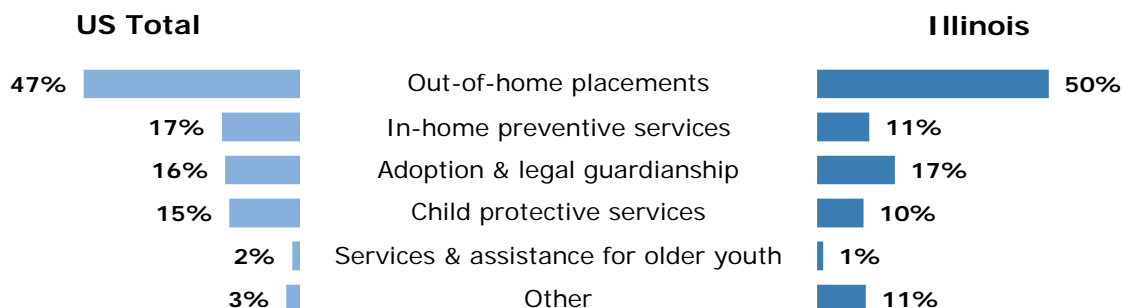 US Total Illinois
47% Out-of-home placements 50%
17% In-home preventive services 11%
16% Adoption & legal guardianship 17%
15% Child protective services 10%
2% Services & assistance for older youth 1%
3% Other 11%